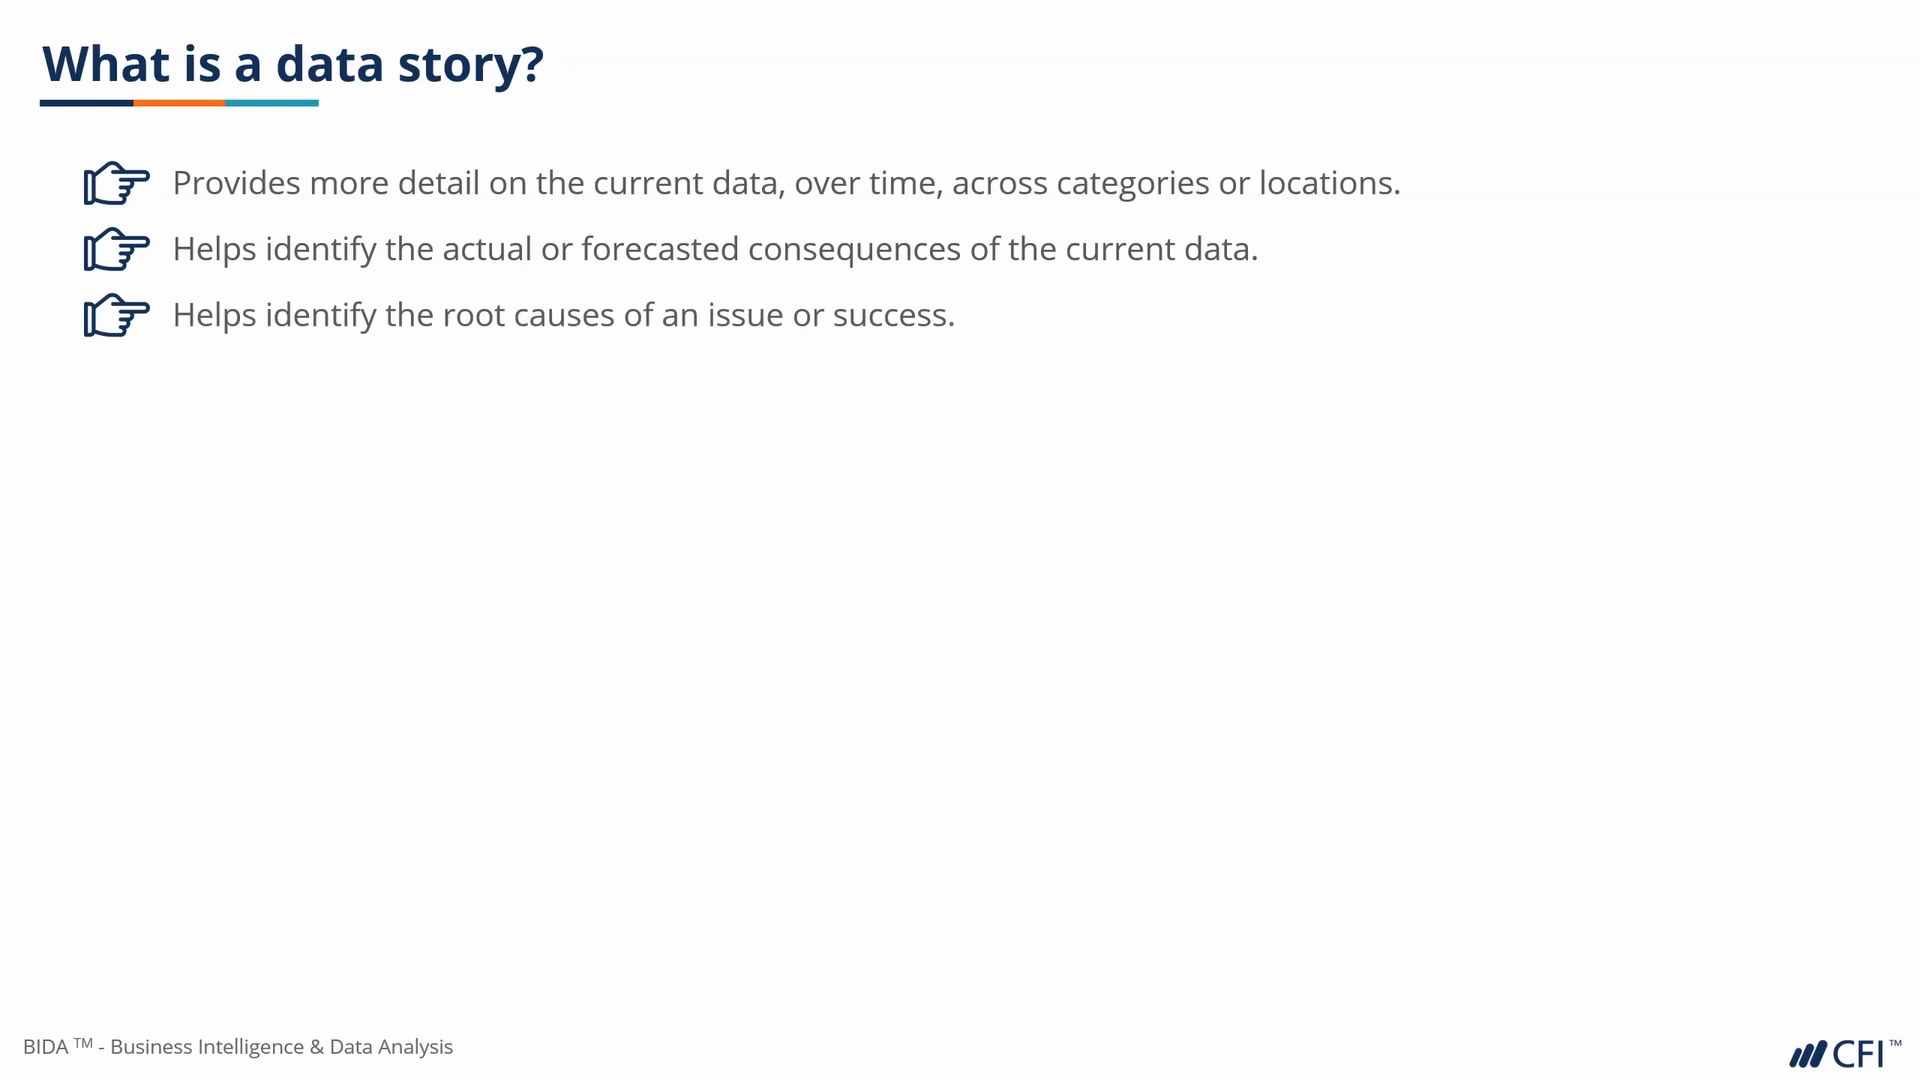 What is a data story?
Provides more detail on the current data, over time, across categories or locations.
Helps identify the actual or forecasted consequences of the current data.
Helps identify the root causes of an issue or success.
BIDA ™ - Business Intelligence & Data Analysis
CFI™